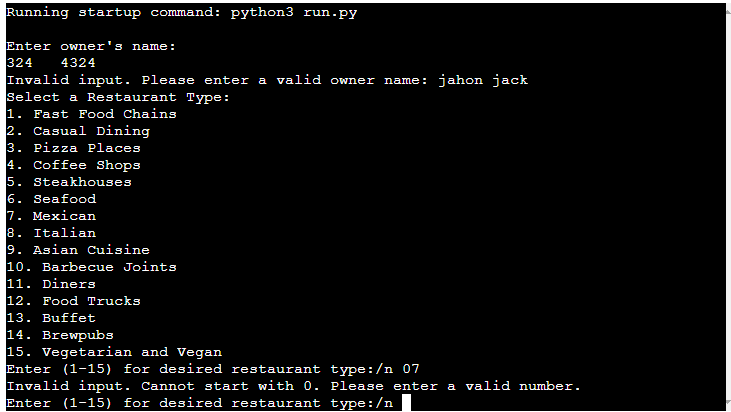 Running startup command: python3 run.py
Enter owner's name:
324   4324
Invalid input. Please enter a valid owner name: jahon jack
Select a Restaurant Type:
1. Fast Food Chains
2. Casual Dining
3. Pizza Places
4. Coffee Shops
5. Steakhouses
6. Seafood
7. Mexican
8. Italian
9. Asian Cuisine
10. Barbecue Joints
11. Diners
12. Food Trucks
13. Buffet
14. Brewpubs
15. Vegetarian and Vegan
Enter (1-15) for desired restaurant type:/n 07
Invalid input. Cannot start with 0. Please enter a valid number.
Enter (1-15) for desired restaurant type:/n